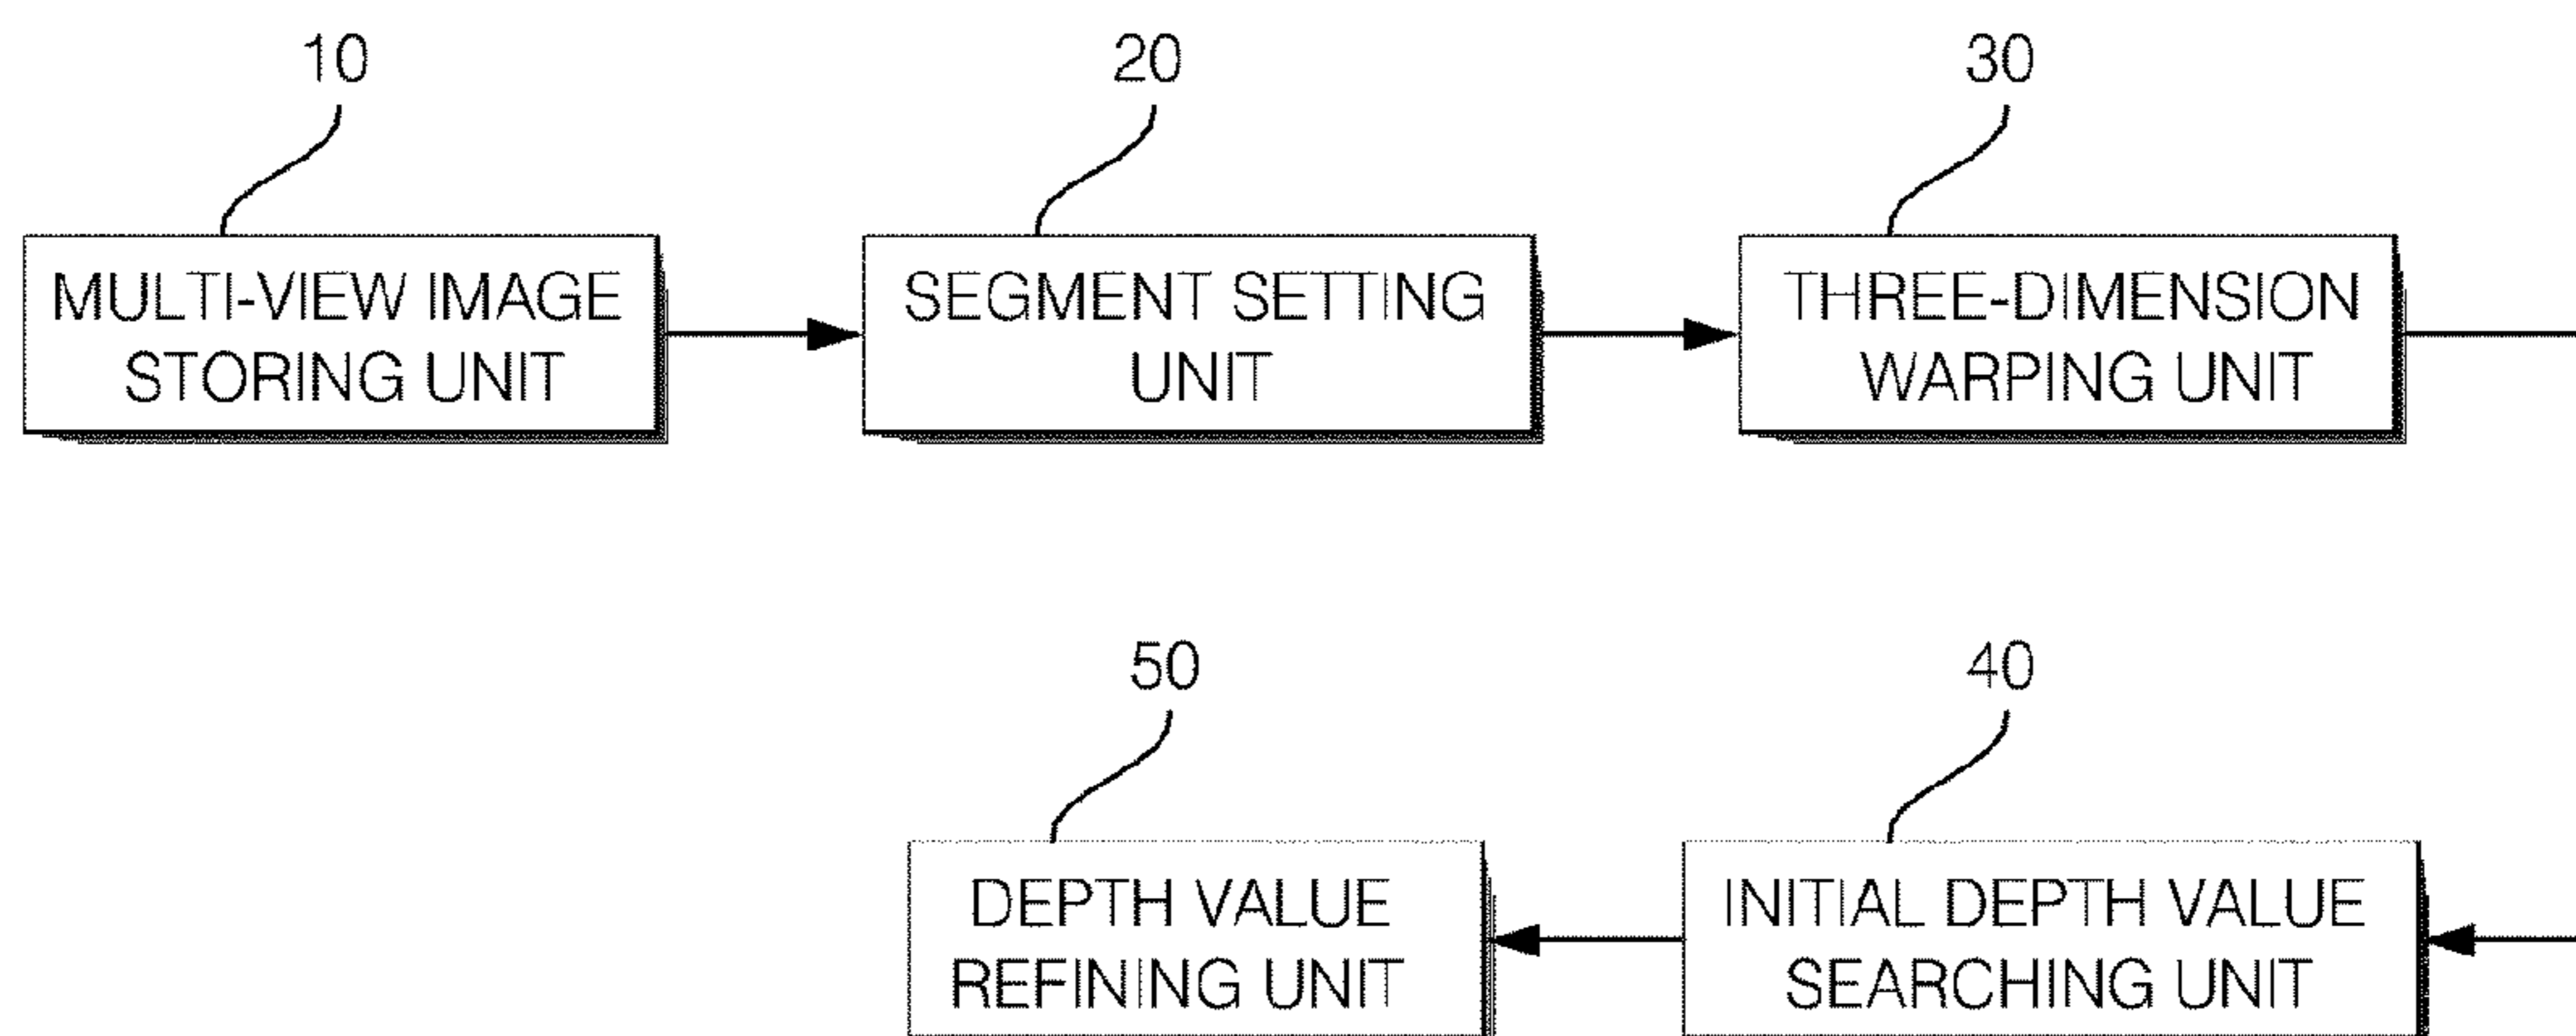 10
20
30
MULTI-VIEW IMAGE
STORING UNIT
SEGMENT SETTING
UNIT
THREE-DIMENSION
WARPING UNIT
50
40
DEPTH VALUE
REFINING UNIT
INITIAL DEPTH VALUE
SEARCHING UNIT